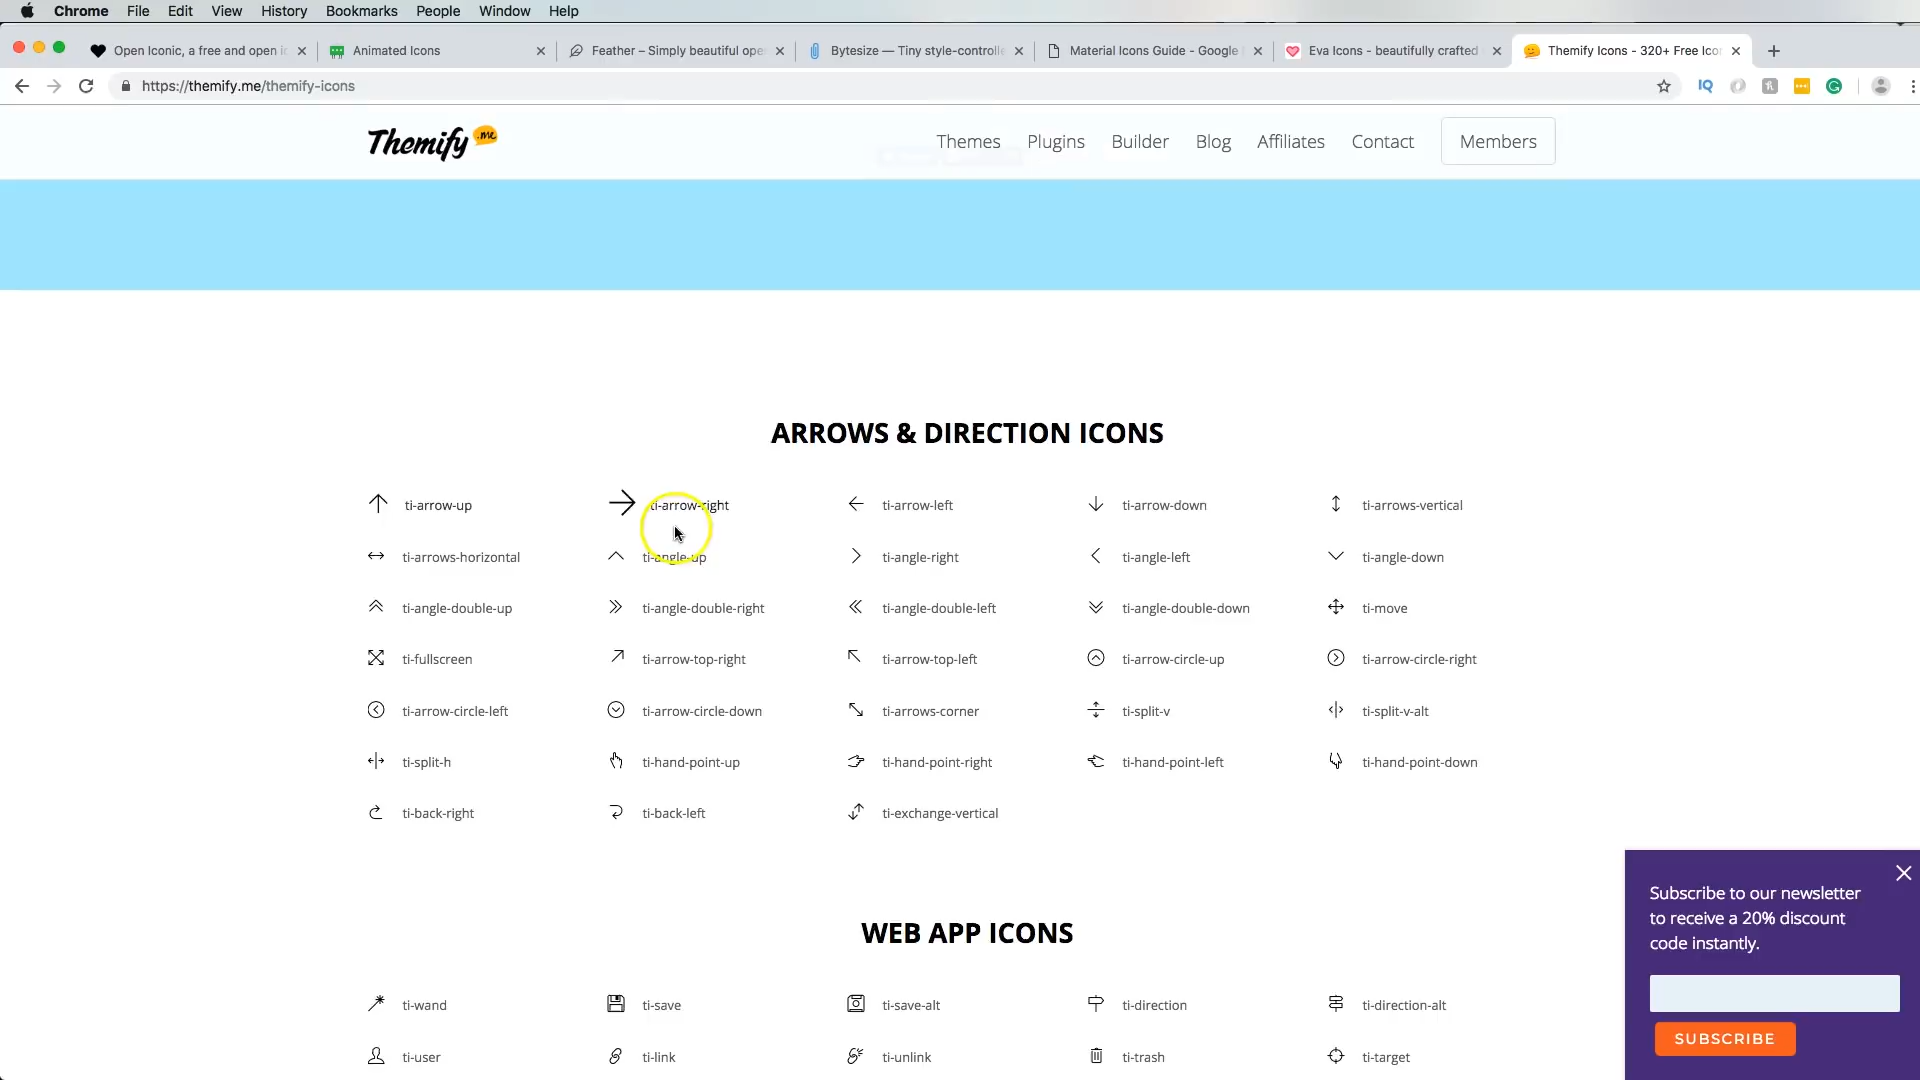 Chrome File Edit View History Bookmarks People Window Help
Open Iconic, a free and open ic
Animated Icons
Feather – Simply beautiful ope
Bytesize — Tiny style-controlle
Material Icons Guide - Google
Eva Icons - beautifully crafted
Themify Icons - 320+ Free Ico
https://themify.me/themify-icons
IQ
Themify .me
Themes Plugins Builder Blog Affiliates Contact Members
ARROWS & DIRECTION ICONS
ti-arrow-up ti-arrow-right ti-arrow-left ti-arrow-down ti-arrows-vertical
ti-arrows-horizontal ti-angle-up ti-angle-right ti-angle-left ti-angle-down
ti-angle-double-up ti-angle-double-right ti-angle-double-left ti-angle-double-down ti-move
ti-fullscreen ti-arrow-top-right ti-arrow-top-left ti-arrow-circle-up ti-arrow-circle-right
ti-arrow-circle-left ti-arrow-circle-down ti-arrows-corner ti-split-v ti-split-v-alt
ti-split-h ti-hand-point-up ti-hand-point-right ti-hand-point-left ti-hand-point-down
ti-back-right ti-back-left ti-exchange-vertical
WEB APP ICONS
ti-wand ti-save ti-save-alt ti-direction ti-direction-alt
ti-user ti-link ti-unlink ti-trash ti-target
Subscribe to our newsletter
to receive a 20% discount
code instantly.
SUBSCRIBE